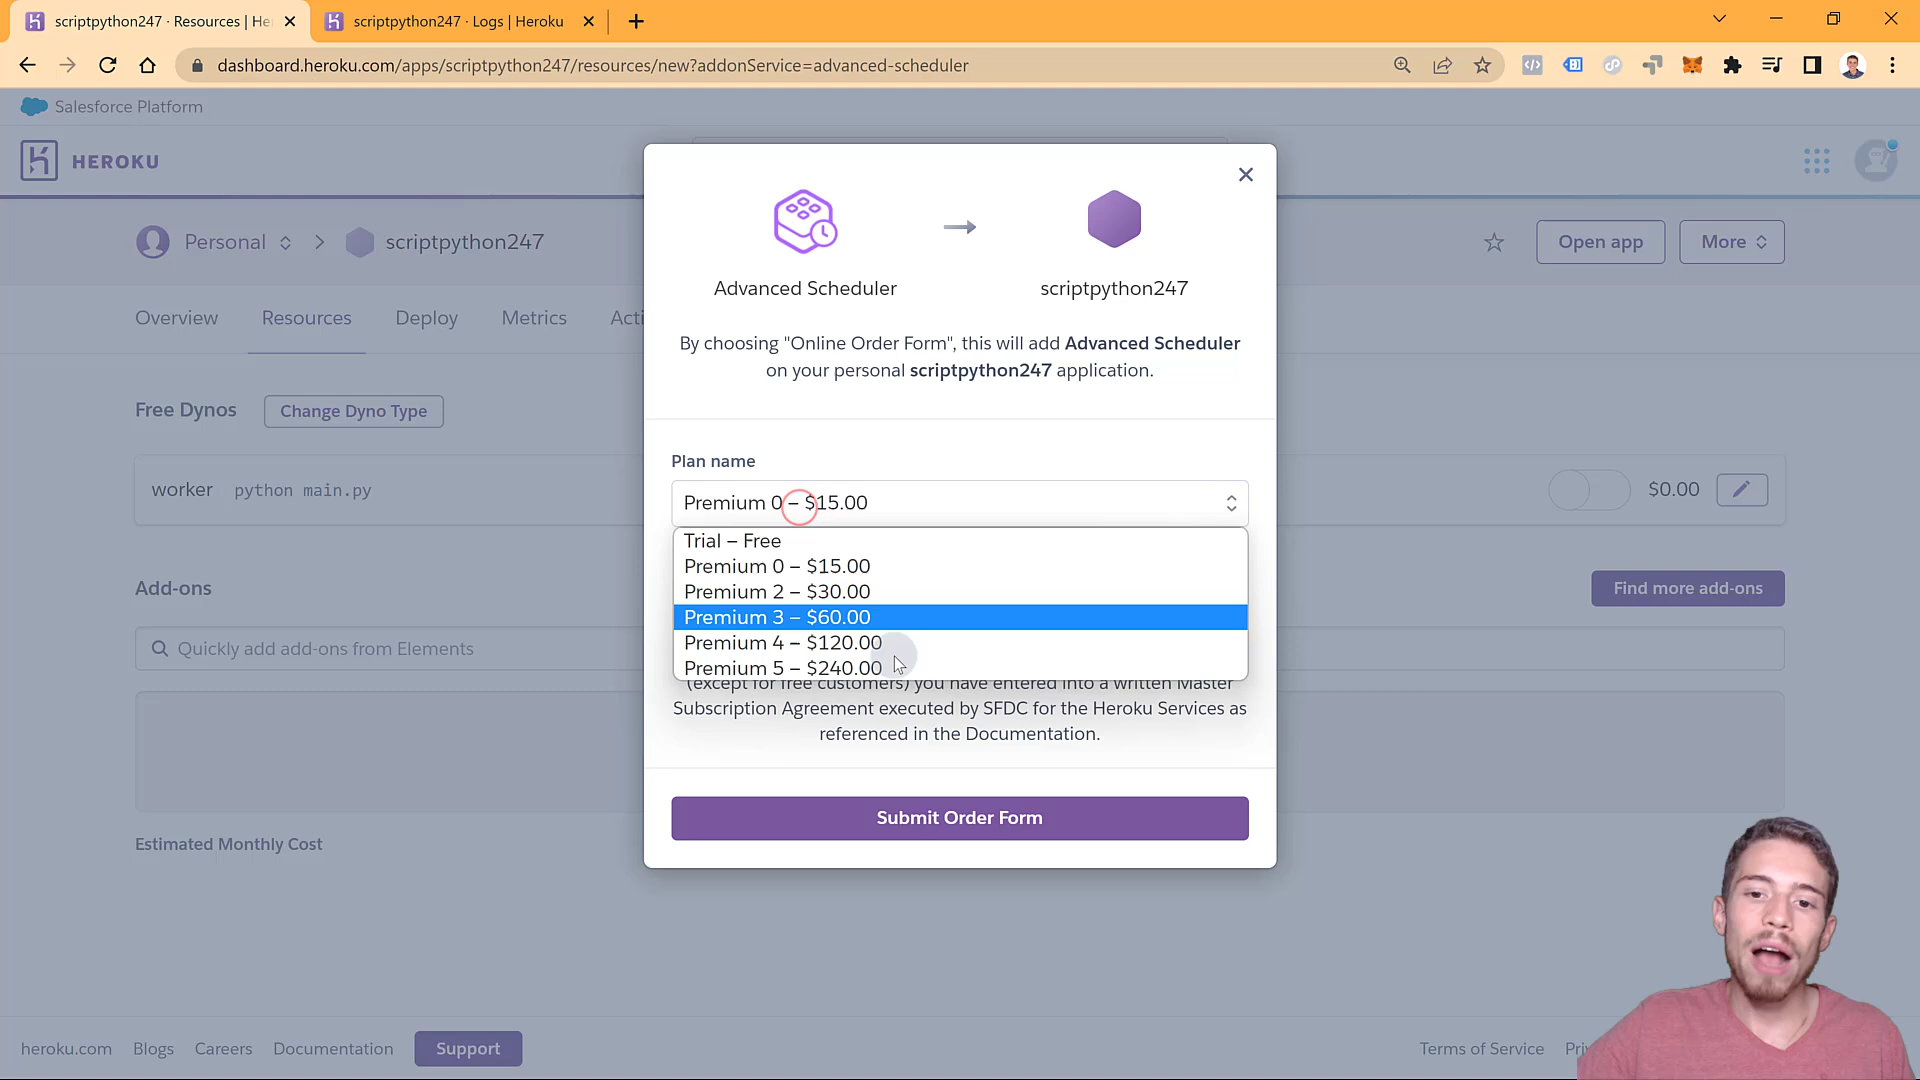 scriptpython247 · Resources | He
scriptpython247 · Logs | Heroku
dashboard.heroku.com/apps/scriptpython247/resources/new?addonService=advanced-scheduler
Salesforce Platform
HEROKU
Personal
scriptpython247
Open app
More
Overview
Resources
Deploy
Metrics
Acti
Free Dynos
Change Dyno Type
worker
python main.py
$0.00
Add-ons
Find more add-ons
Quickly add add-ons from Elements
Estimated Monthly Cost
Advanced Scheduler
scriptpython247
By choosing "Online Order Form", this will add Advanced Scheduler
on your personal scriptpython247 application.
Plan name
Premium 0 – $15.00
Trial – Free
Premium 0 – $15.00
Premium 2 – $30.00
Premium 3 – $60.00
Premium 4 – $120.00
Premium 5 – $240.00
(except for free customers) you have entered into a written Master
Subscription Agreement executed by SFDC for the Heroku Services as
referenced in the Documentation.
Submit Order Form
heroku.com
Blogs
Careers
Documentation
Support
Terms of Service